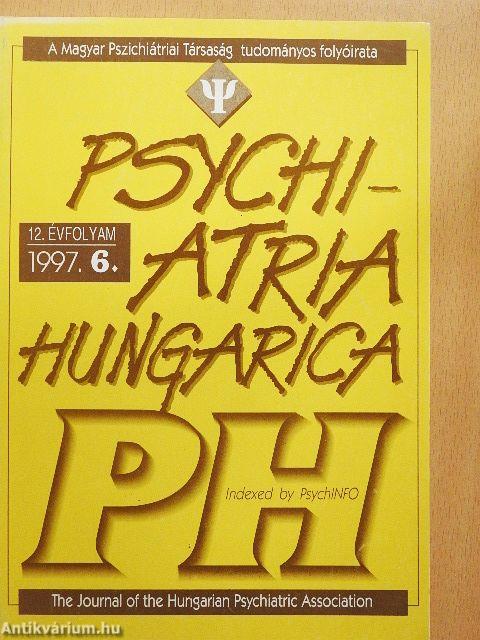 A Magyar Pszichiátriai Társaság tudományos folyóirata
Ψ
PSYCHI-
ATRIA
HUNGARICA
12. ÉVFOLYAM
1997. 6.
PH
Indexed by PsychINFO
The Journal of the Hungarian Psychiatric Association
Antikvárium.hu